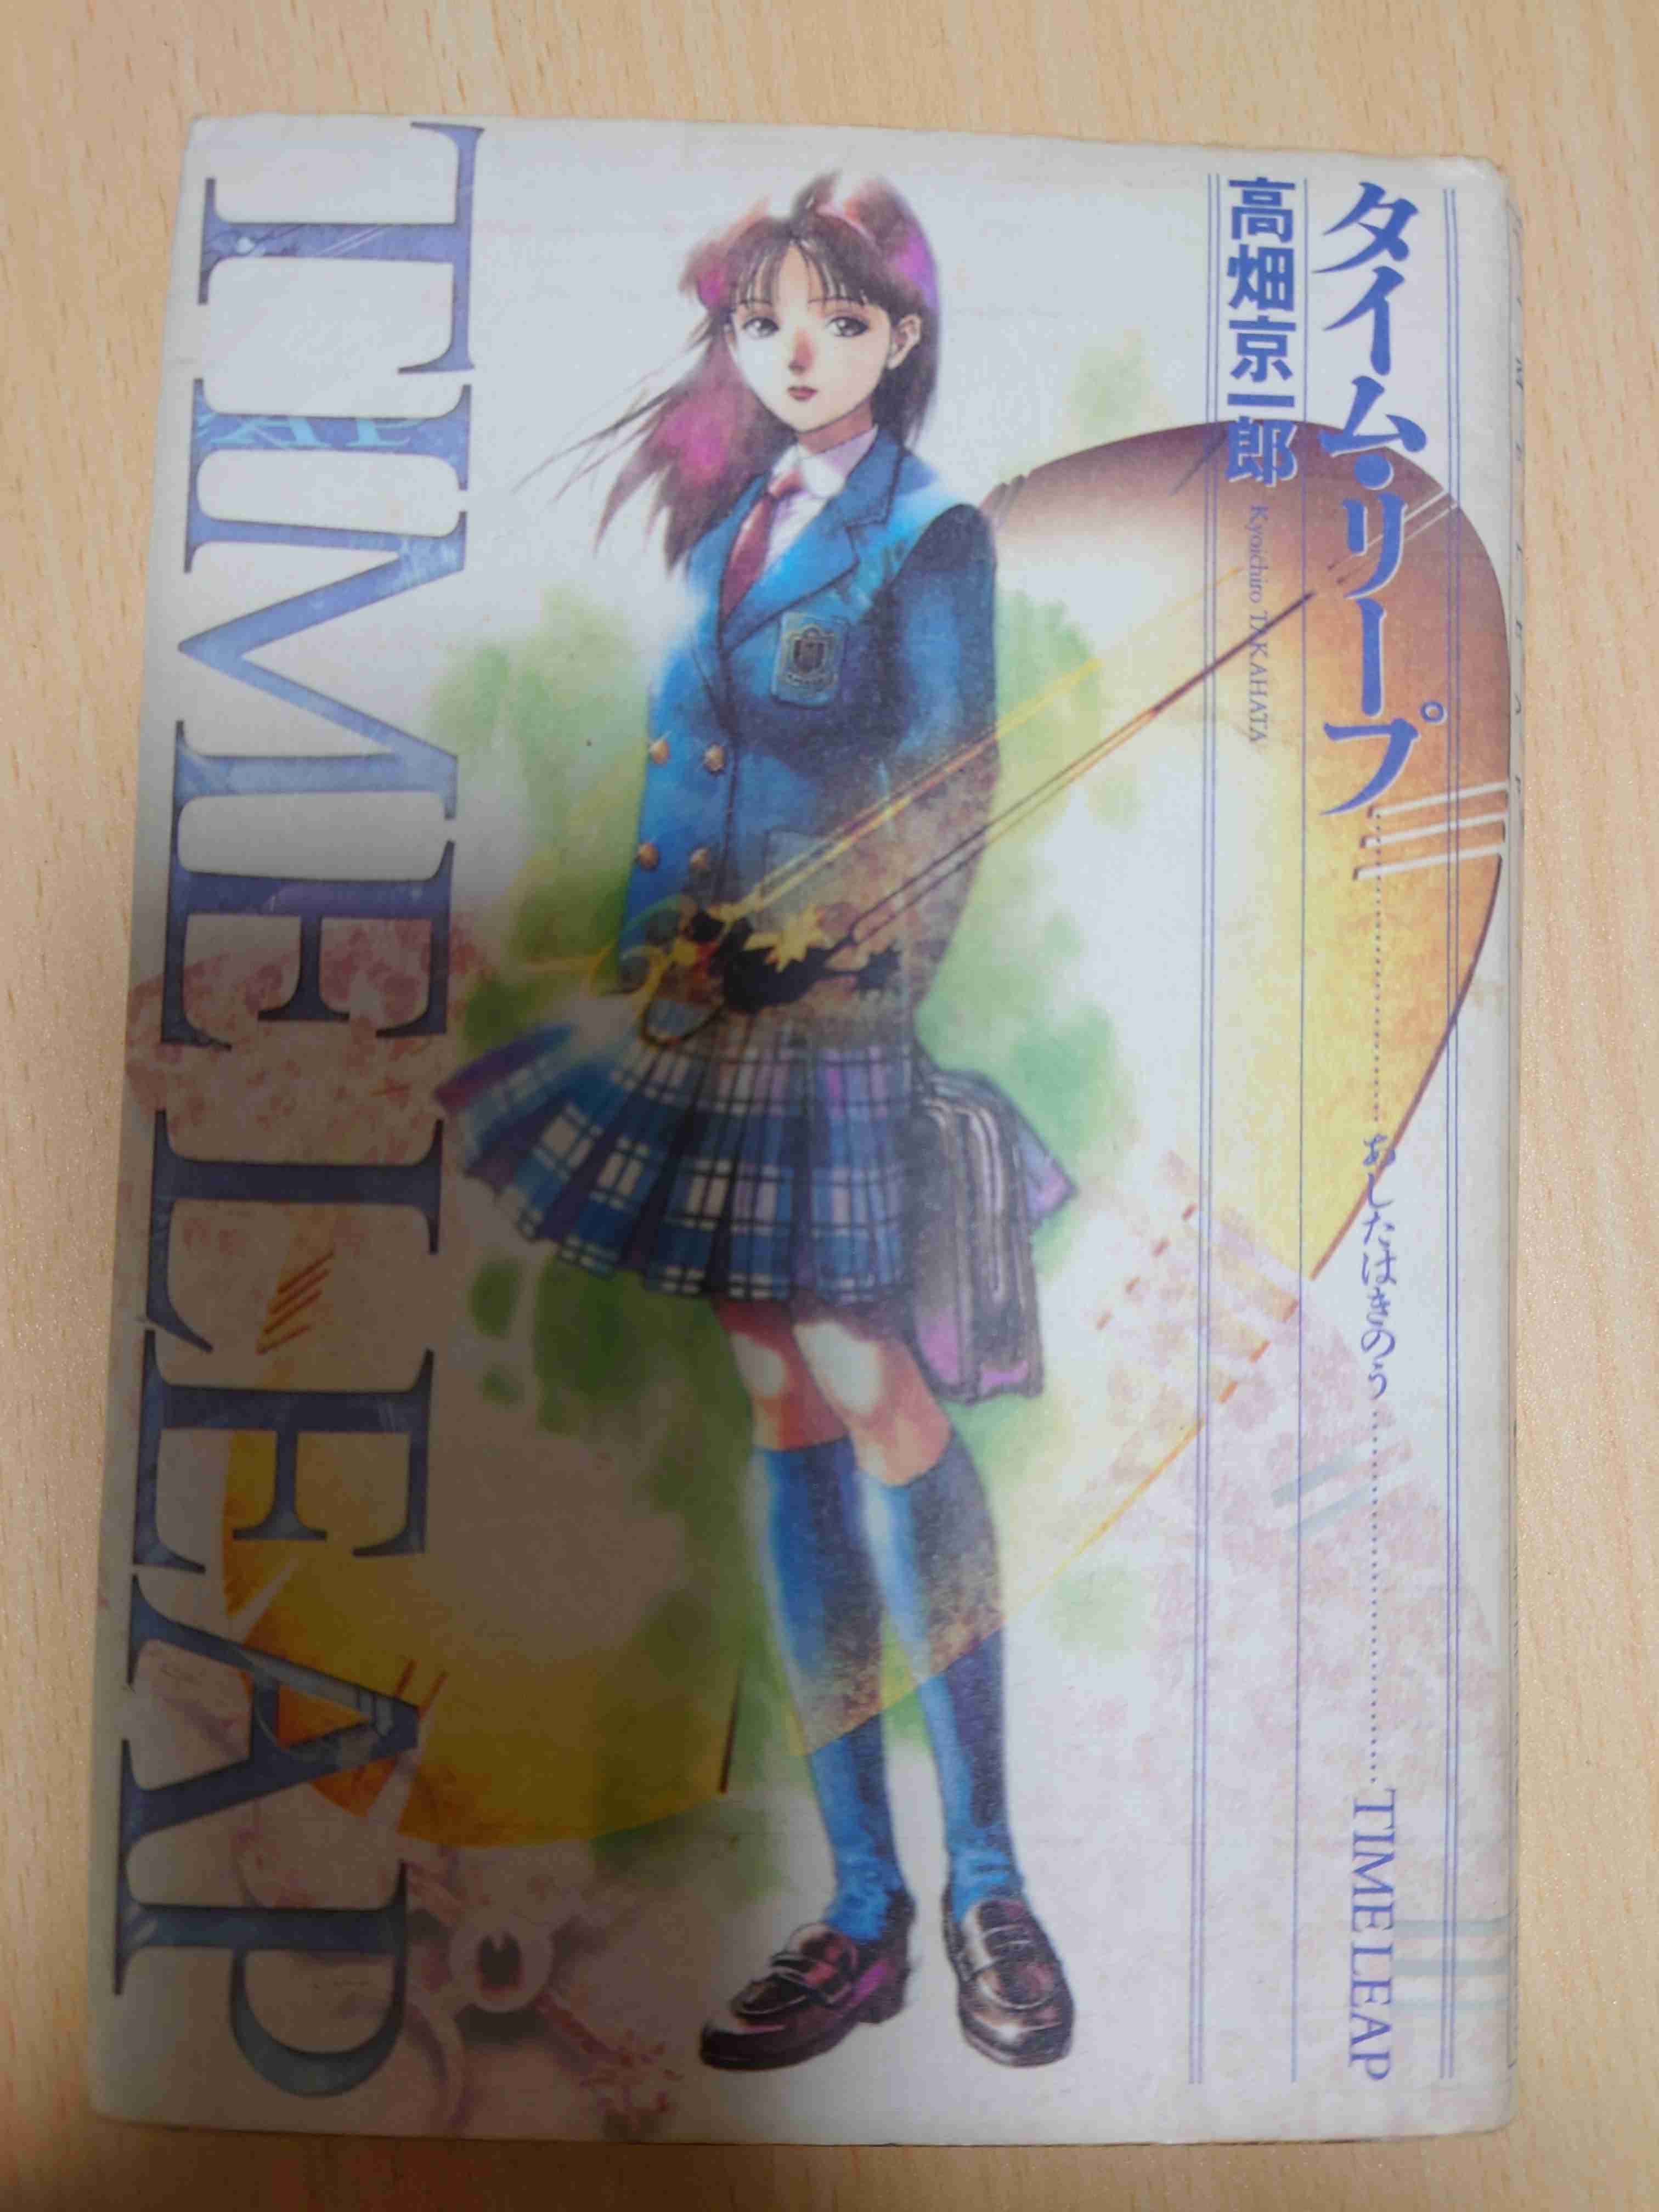 タイム・リープ
あしたはきのう
TIME LEAP
高畑京一郎
Kyoichiro TAKAHATA
TIME LEAP